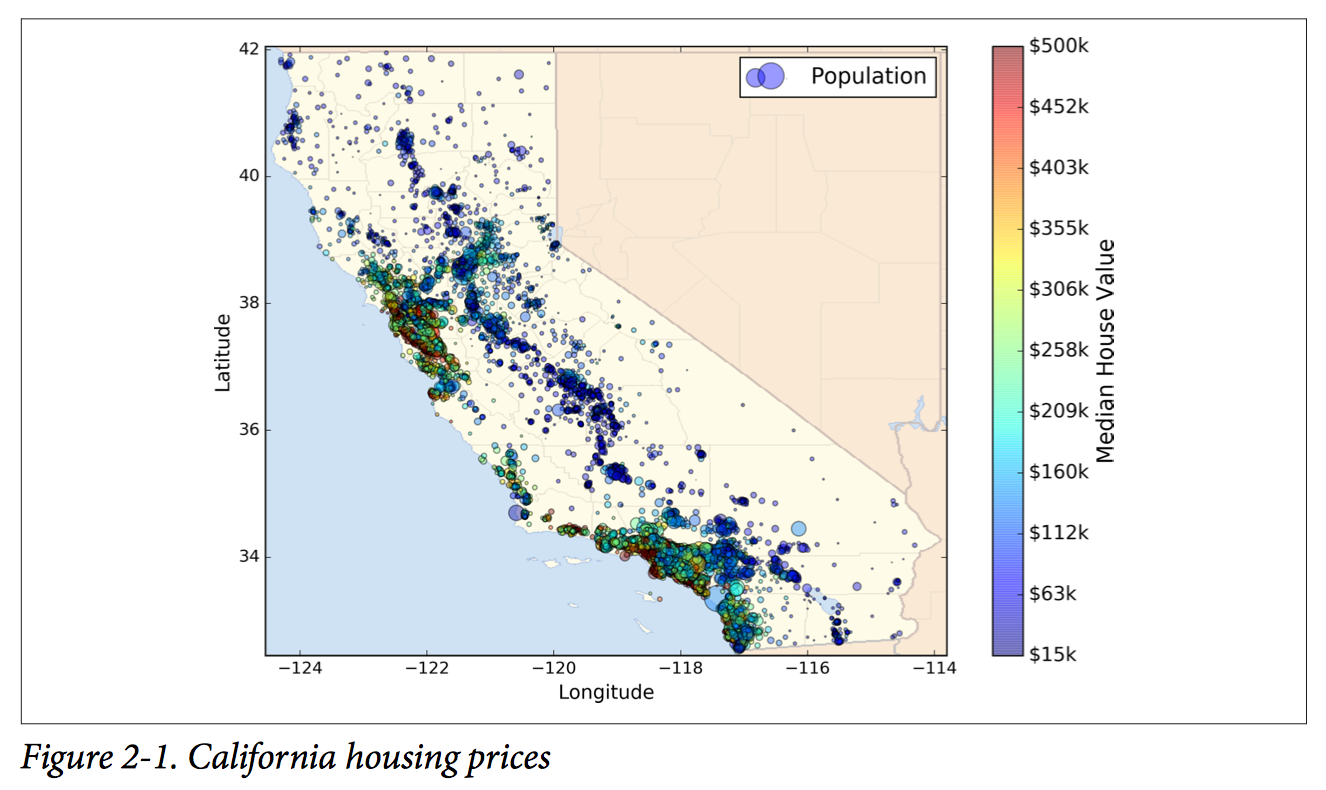 42
40
38
36
34
Latitude
−124
−122
−120
−118
−116
−114
Longitude
Population
$500k
$452k
$403k
$355k
$306k
$258k
$209k
$160k
$112k
$63k
$15k
Median House Value
Figure 2-1. California housing prices